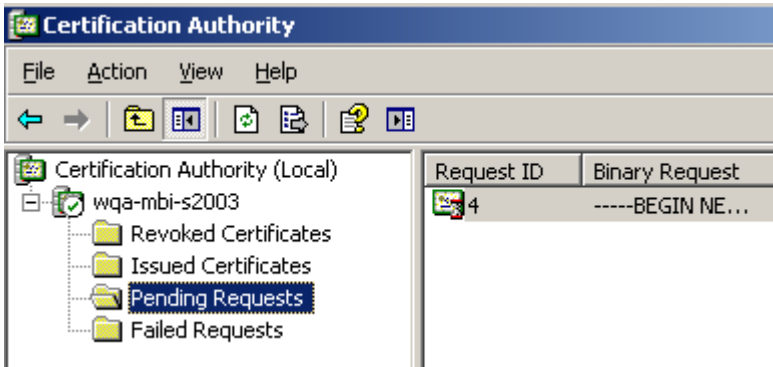 Certification Authority
File Action View Help
Certification Authority (Local)
wqa-mbi-s2003
Revoked Certificates
Issued Certificates
Pending Requests
Failed Requests
Request ID Binary Request
4 -----BEGIN NE...